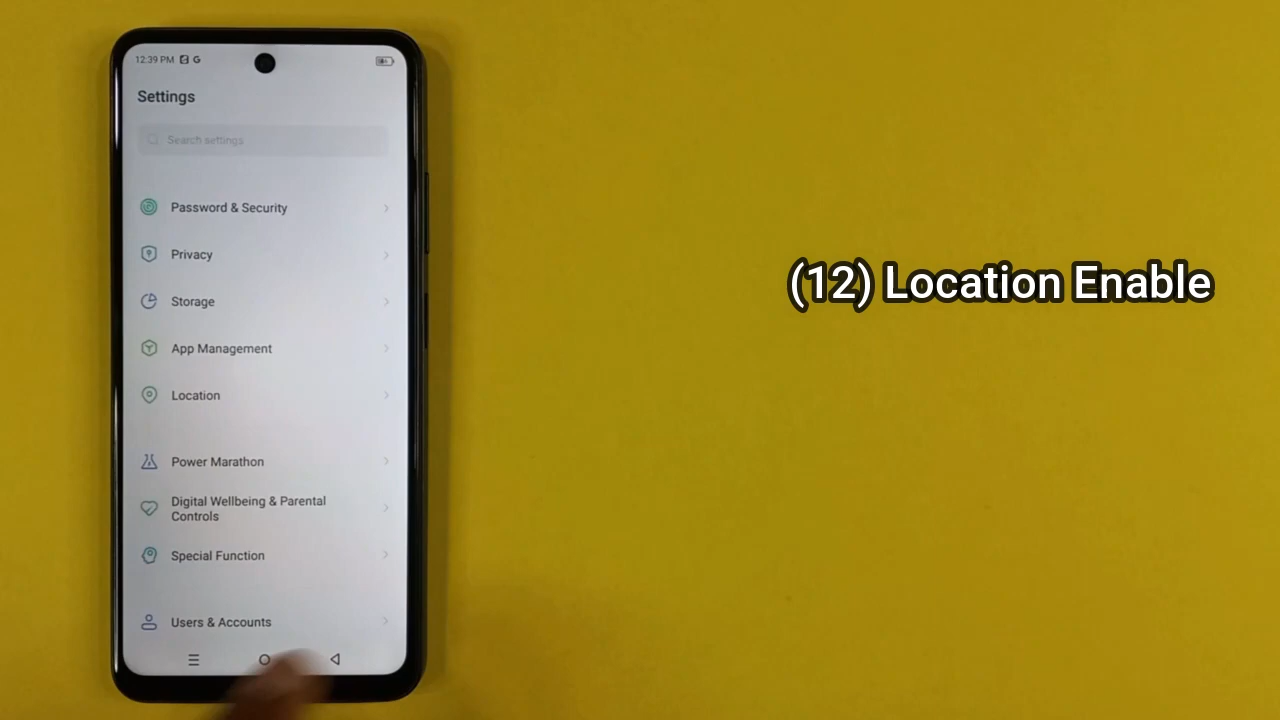 12:39 PM G
Settings
Search settings
Password & Security
Privacy
Storage
App Management
Location
Power Marathon
Digital Wellbeing & Parental
Controls
Special Function
Users & Accounts
(12) Location Enable